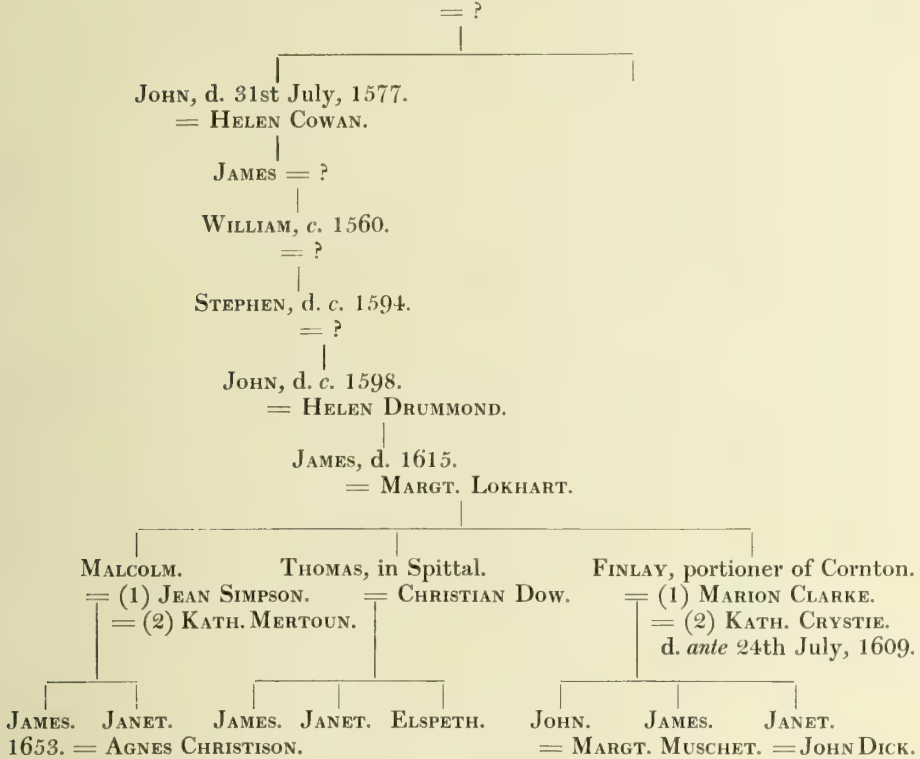 = ?
John, d. 31st July, 1577.
= Helen Cowan.
James = ?
William, c. 1560.
= ?
Stephen, d. c. 1594.
= ?
John, d. c. 1598.
= Helen Drummond.
James, d. 1615.
= Margt. Lokhart.
Malcolm. Thomas, in Spittal. Finlay, portioner of Cornton.
= (1) Jean Simpson. = Christian Dow. = (1) Marion Clarke.
= (2) Kath. Mertoun. = (2) Kath. Crystie.
d. ante 24th July, 1609.
James. Janet. James. Janet. Elspeth. John. James. Janet.
1653. = Agnes Christison. = Margt. Muschet. = John Dick.